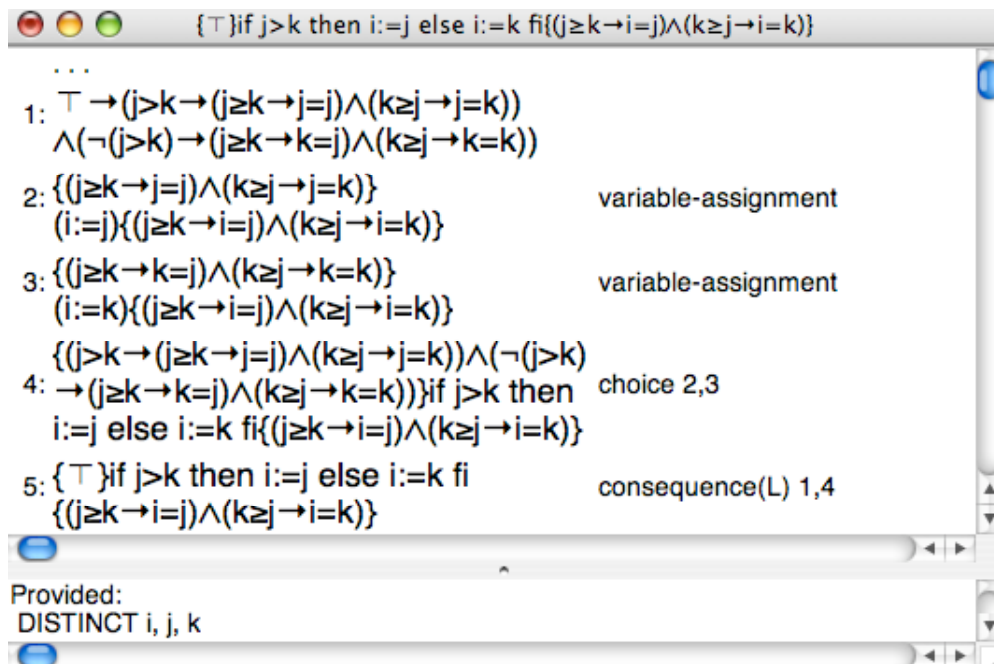 {⊤}if j>k then i:=j else i:=k fi{(j≥k→i=j)∧(k≥j→i=k)}
...
1: ⊤→(j>k→(j≥k→j=j)∧(k≥j→j=k))
∧(¬(j>k)→(j≥k→k=j)∧(k≥j→k=k))
2: {(j≥k→j=j)∧(k≥j→j=k)}
(i:=j){(j≥k→i=j)∧(k≥j→i=k)}
variable-assignment
3: {(j≥k→k=j)∧(k≥j→k=k)}
(i:=k){(j≥k→i=j)∧(k≥j→i=k)}
variable-assignment
{(j>k→(j≥k→j=j)∧(k≥j→j=k))∧(¬(j>k)
4: →(j≥k→k=j)∧(k≥j→k=k))}if j>k then
i:=j else i:=k fi{(j≥k→i=j)∧(k≥j→i=k)}
choice 2,3
5: {⊤}if j>k then i:=j else i:=k fi
{(j≥k→i=j)∧(k≥j→i=k)}
consequence(L) 1,4
Provided:
DISTINCT i, j, k